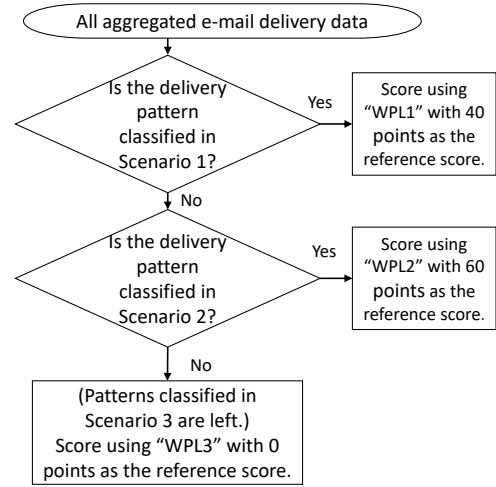 All aggregated e-mail delivery data
Is the delivery
pattern
classified in
Scenario 1?
Yes
Score using
“WPL1” with 40
points as the
reference score.
No
Is the delivery
pattern
classified in
Scenario 2?
Yes
Score using
“WPL2” with 60
points as the
reference score.
No
(Patterns classified in
Scenario 3 are left.)
Score using “WPL3” with 0
points as the reference score.